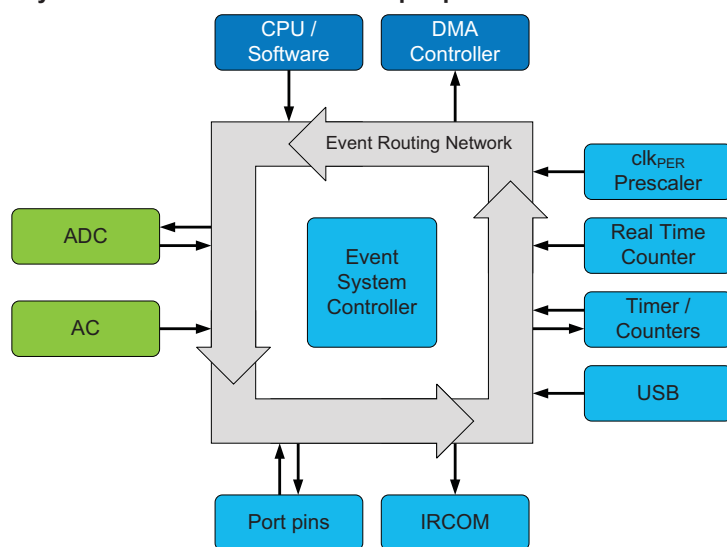 CPU /
Software
DMA
Controller
Event Routing Network
clkPER
Prescaler
ADC
Event
System
Controller
Real Time
Counter
AC
Timer /
Counters
USB
Port pins
IRCOM